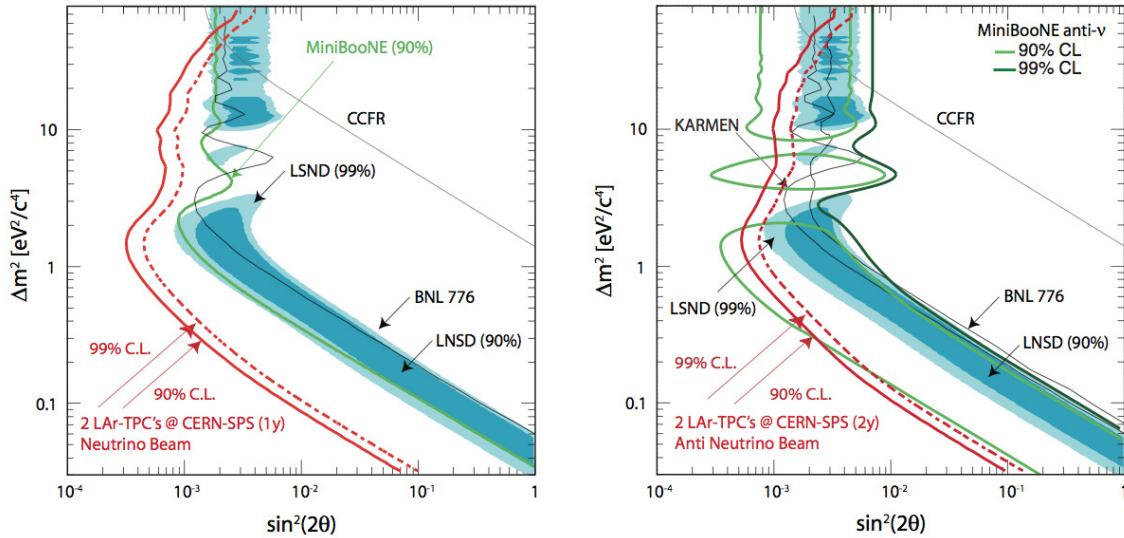 MiniBooNE (90%)
CCFR
LSND (99%)
BNL 776
LNSD (90%)
99% C.L.
90% C.L.
2 LAr-TPC's @ CERN-SPS (1y)
Neutrino Beam
Δm² [eV²/c⁴]
10
1
0.1
10⁻⁴
10⁻³
10⁻²
10⁻¹
1
sin²(2θ)
MiniBooNE anti-ν
90% CL
99% CL
KARMEN
CCFR
LSND (99%)
BNL 776
LNSD (90%)
99% C.L.
90% C.L.
2 LAr-TPC's @ CERN-SPS (2y)
Anti Neutrino Beam
Δm² [eV²/c⁴]
10
1
0.1
10⁻⁴
10⁻³
10⁻²
10⁻¹
1
sin²(2θ)